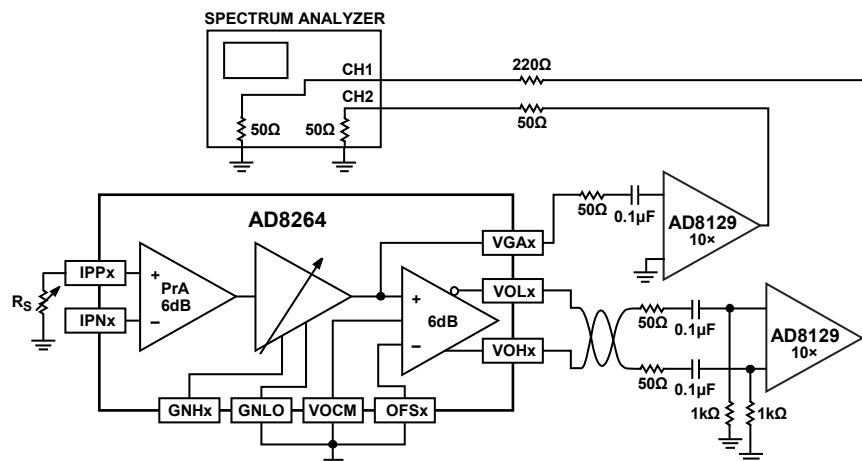 SPECTRUM ANALYZER
CH1
220Ω
CH2
50Ω
50Ω
50Ω
AD8264
VGAx
50Ω
0.1µF
AD8129
10×
IPPx
RS
IPNx
+
PrA
6dB
−
+
6dB
−
VOLx
VOHx
50Ω
0.1µF
50Ω
0.1µF
AD8129
10×
1kΩ
1kΩ
GNHx
GNLO
VOCM
OFSx